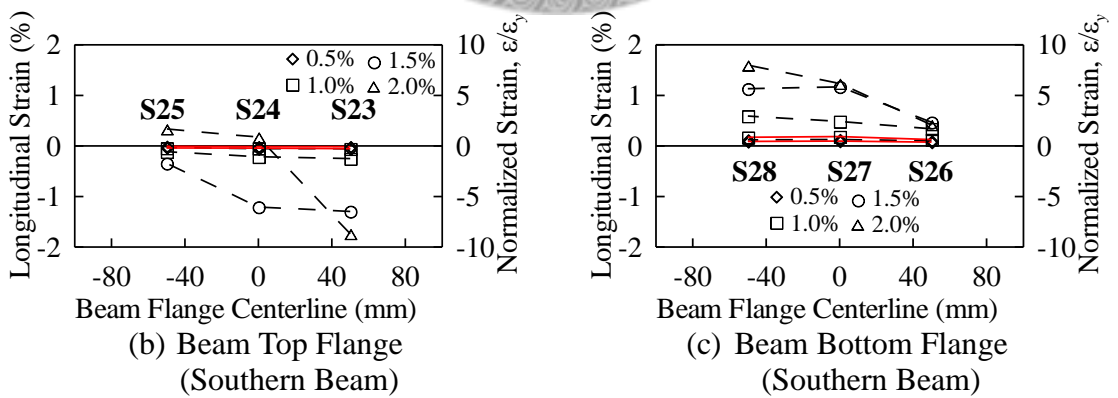 Longitudinal Strain (%)
2
1
0
-1
-2
10
5
0
-5
-10
Normalized Strain, ε/εy
0.5%
1.5%
1.0%
2.0%
S25
S24
S23
-80
-40
0
40
80
Beam Flange Centerline (mm)
(b) Beam Top Flange
(Southern Beam)
Longitudinal Strain (%)
2
1
0
-1
-2
10
5
0
-5
-10
Normalized Strain, ε/εy
S28
S27
S26
0.5%
1.5%
1.0%
2.0%
-80
-40
0
40
80
Beam Flange Centerline (mm)
(c) Beam Bottom Flange
(Southern Beam)